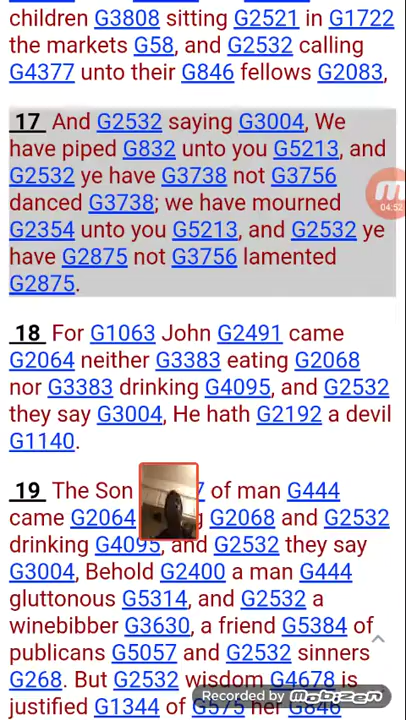 children G3808 sitting G2521 in G1722
the markets G58, and G2532 calling
G4377 unto their G846 fellows G2083,
17 And G2532 saying G3004, We
have piped G832 unto you G5213, and
G2532 ye have G3738 not G3756
danced G3738; we have mourned
G2354 unto you G5213, and G2532 ye
have G2875 not G3756 lamented
G2875.
04:52
18 For G1063 John G2491 came
G2064 neither G3383 eating G2068
nor G3383 drinking G4095, and G2532
they say G3004, He hath G2192 a devil
G1140.
19 The Son 7 of man G444
came G2064 g G2068 and G2532
drinking G4095, and G2532 they say
G3004, Behold G2400 a man G444
gluttonous G5314, and G2532 a
winebibber G3630, a friend G5384 of
publicans G5057 and G2532 sinners
G268. But G2532 wisdom G4678 is
justified G1344 of G575 her G846
Recorded by Mobizen